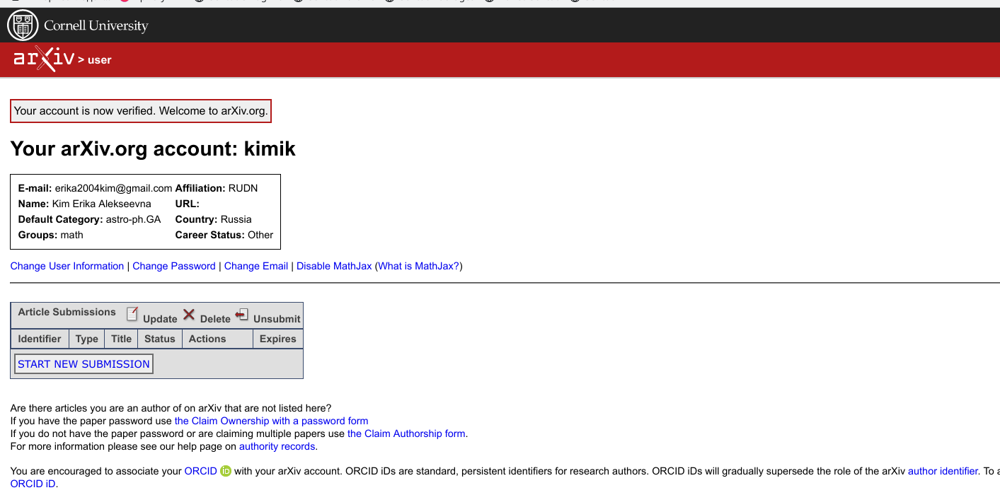 Cornell University
arXiv > user
Your account is now verified. Welcome to arXiv.org.
Your arXiv.org account: kimik
E-mail: erika2004kim@gmail.com Affiliation: RUDN
Name: Kim Erika Alekseevna URL:
Default Category: astro-ph.GA Country: Russia
Groups: math Career Status: Other
Change User Information | Change Password | Change Email | Disable MathJax (What is MathJax?)
Article Submissions Update Delete Unsubmit
Identifier Type Title Status Actions Expires
START NEW SUBMISSION
Are there articles you are an author of on arXiv that are not listed here?
If you have the paper password use the Claim Ownership with a password form
If you do not have the paper password or are claiming multiple papers use the Claim Authorship form.
For more information please see our help page on authority records.
You are encouraged to associate your ORCID iD with your arXiv account. ORCID iDs are standard, persistent identifiers for research authors. ORCID iDs will gradually supersede the role of the arXiv author identifier. To
ORCID iD.